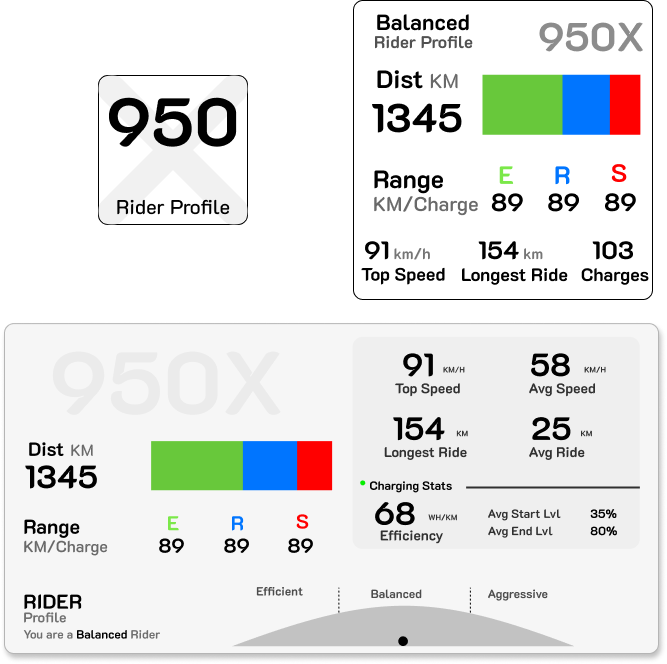 950
Rider Profile
Balanced
Rider Profile
950X
Dist KM
1345
Range
KM/Charge
E R S
89 89 89
91 km/h
Top Speed
154 km
Longest Ride
103
Charges
950X
Dist KM
1345
Range
KM/Charge
E R S
89 89 89
91 KM/H
Top Speed
58 KM/H
Avg Speed
154 KM
Longest Ride
25 KM
Avg Ride
Charging Stats
68 WH/KM
Efficiency
Avg Start Lvl 35%
Avg End Lvl 80%
RIDER
Profile
You are a Balanced Rider
Efficient
Balanced
Aggressive